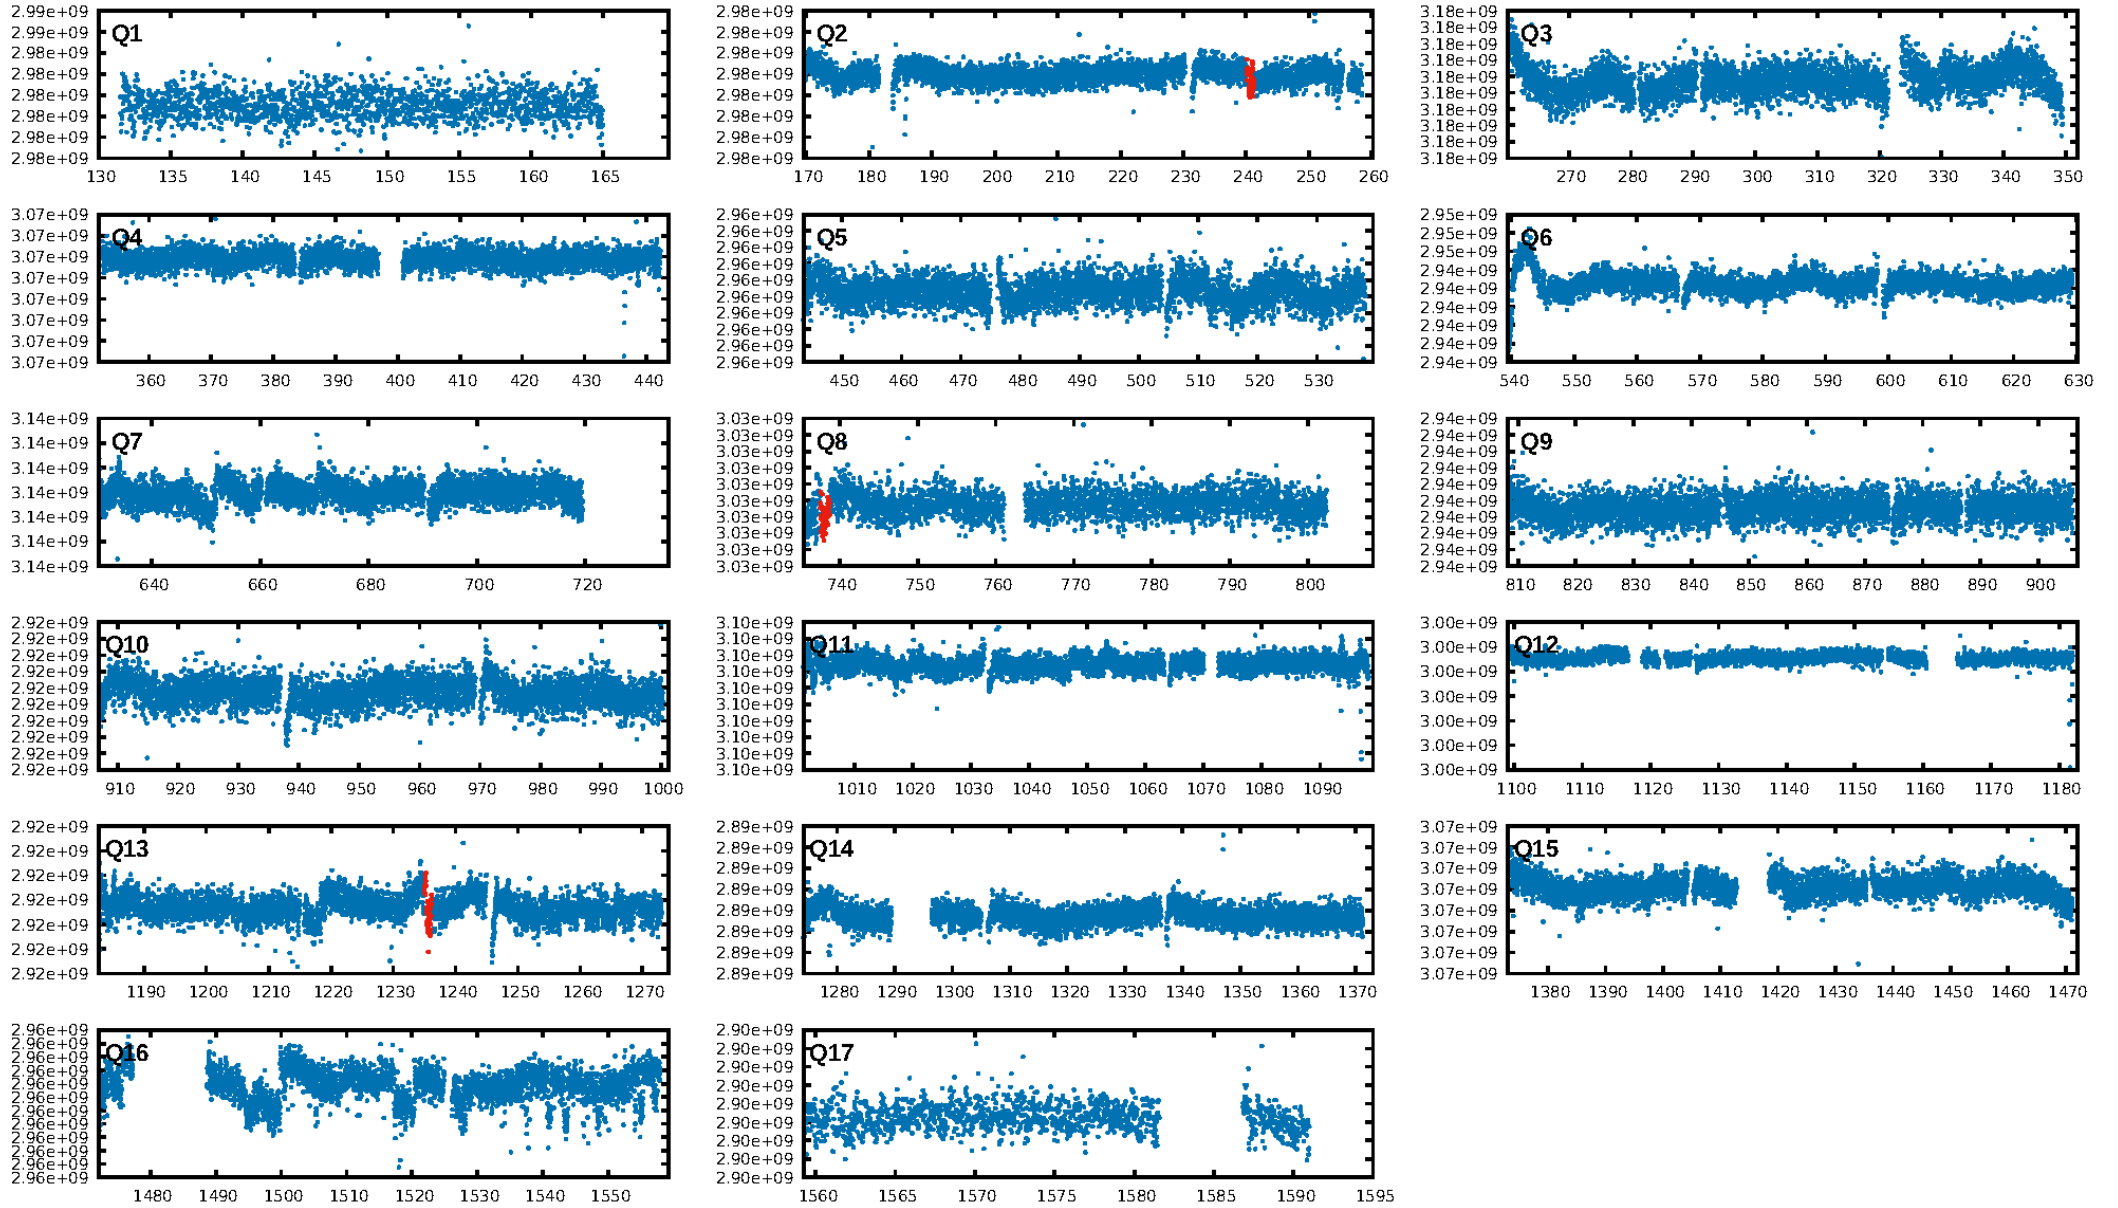 Q1
2.99e+09
2.99e+09
2.98e+09
2.98e+09
2.98e+09
2.98e+09
2.98e+09
2.98e+09
130 135 140 145 150 155 160 165
Q2
2.98e+09
2.98e+09
2.98e+09
2.98e+09
2.98e+09
2.98e+09
2.98e+09
2.98e+09
170 180 190 200 210 220 230 240 250 260
Q3
3.18e+09
3.18e+09
3.18e+09
3.18e+09
3.18e+09
3.18e+09
3.18e+09
3.18e+09
3.18e+09
3.18e+09
270 280 290 300 310 320 330 340 350
Q4
3.07e+09
3.07e+09
3.07e+09
3.07e+09
3.07e+09
3.07e+09
3.07e+09
3.07e+09
360 370 380 390 400 410 420 430 440
Q5
2.96e+09
2.96e+09
2.96e+09
2.96e+09
2.96e+09
2.96e+09
2.96e+09
2.96e+09
2.96e+09
2.96e+09
450 460 470 480 490 500 510 520 530
Q6
2.95e+09
2.95e+09
2.95e+09
2.94e+09
2.94e+09
2.94e+09
2.94e+09
2.94e+09
2.94e+09
540 550 560 570 580 590 600 610 620 630
Q7
3.14e+09
3.14e+09
3.14e+09
3.14e+09
3.14e+09
3.14e+09
3.14e+09
640 660 680 700 720
Q8
3.03e+09
3.03e+09
3.03e+09
3.03e+09
3.03e+09
3.03e+09
3.03e+09
3.03e+09
3.03e+09
3.03e+09
740 750 760 770 780 790 800
Q9
2.94e+09
2.94e+09
2.94e+09
2.94e+09
2.94e+09
2.94e+09
2.94e+09
2.94e+09
2.94e+09
2.94e+09
810 820 830 840 850 860 870 880 890 900
Q10
2.92e+09
2.92e+09
2.92e+09
2.92e+09
2.92e+09
2.92e+09
2.92e+09
2.92e+09
2.92e+09
2.92e+09
910 920 930 940 950 960 970 980 990 1000
Q11
3.10e+09
3.10e+09
3.10e+09
3.10e+09
3.10e+09
3.10e+09
3.10e+09
3.10e+09
3.10e+09
3.10e+09
1010 1020 1030 1040 1050 1060 1070 1080 1090
Q12
3.00e+09
3.00e+09
3.00e+09
3.00e+09
3.00e+09
3.00e+09
3.00e+09
1100 1110 1120 1130 1140 1150 1160 1170 1180
Q13
2.92e+09
2.92e+09
2.92e+09
2.92e+09
2.92e+09
2.92e+09
2.92e+09
1190 1200 1210 1220 1230 1240 1250 1260 1270
Q14
2.89e+09
2.89e+09
2.89e+09
2.89e+09
2.89e+09
2.89e+09
2.89e+09
2.89e+09
1280 1290 1300 1310 1320 1330 1340 1350 1360 1370
Q15
3.07e+09
3.07e+09
3.07e+09
3.07e+09
3.07e+09
3.07e+09
3.07e+09
3.07e+09
1380 1390 1400 1410 1420 1430 1440 1450 1460 1470
Q16
2.96e+09
2.96e+09
2.96e+09
2.96e+09
2.96e+09
2.96e+09
2.96e+09
2.96e+09
2.96e+09
2.96e+09
2.96e+09
2.96e+09
1480 1490 1500 1510 1520 1530 1540 1550
Q17
2.90e+09
2.90e+09
2.90e+09
2.90e+09
2.90e+09
2.90e+09
2.90e+09
2.90e+09
2.90e+09
1560 1565 1570 1575 1580 1585 1590 1595